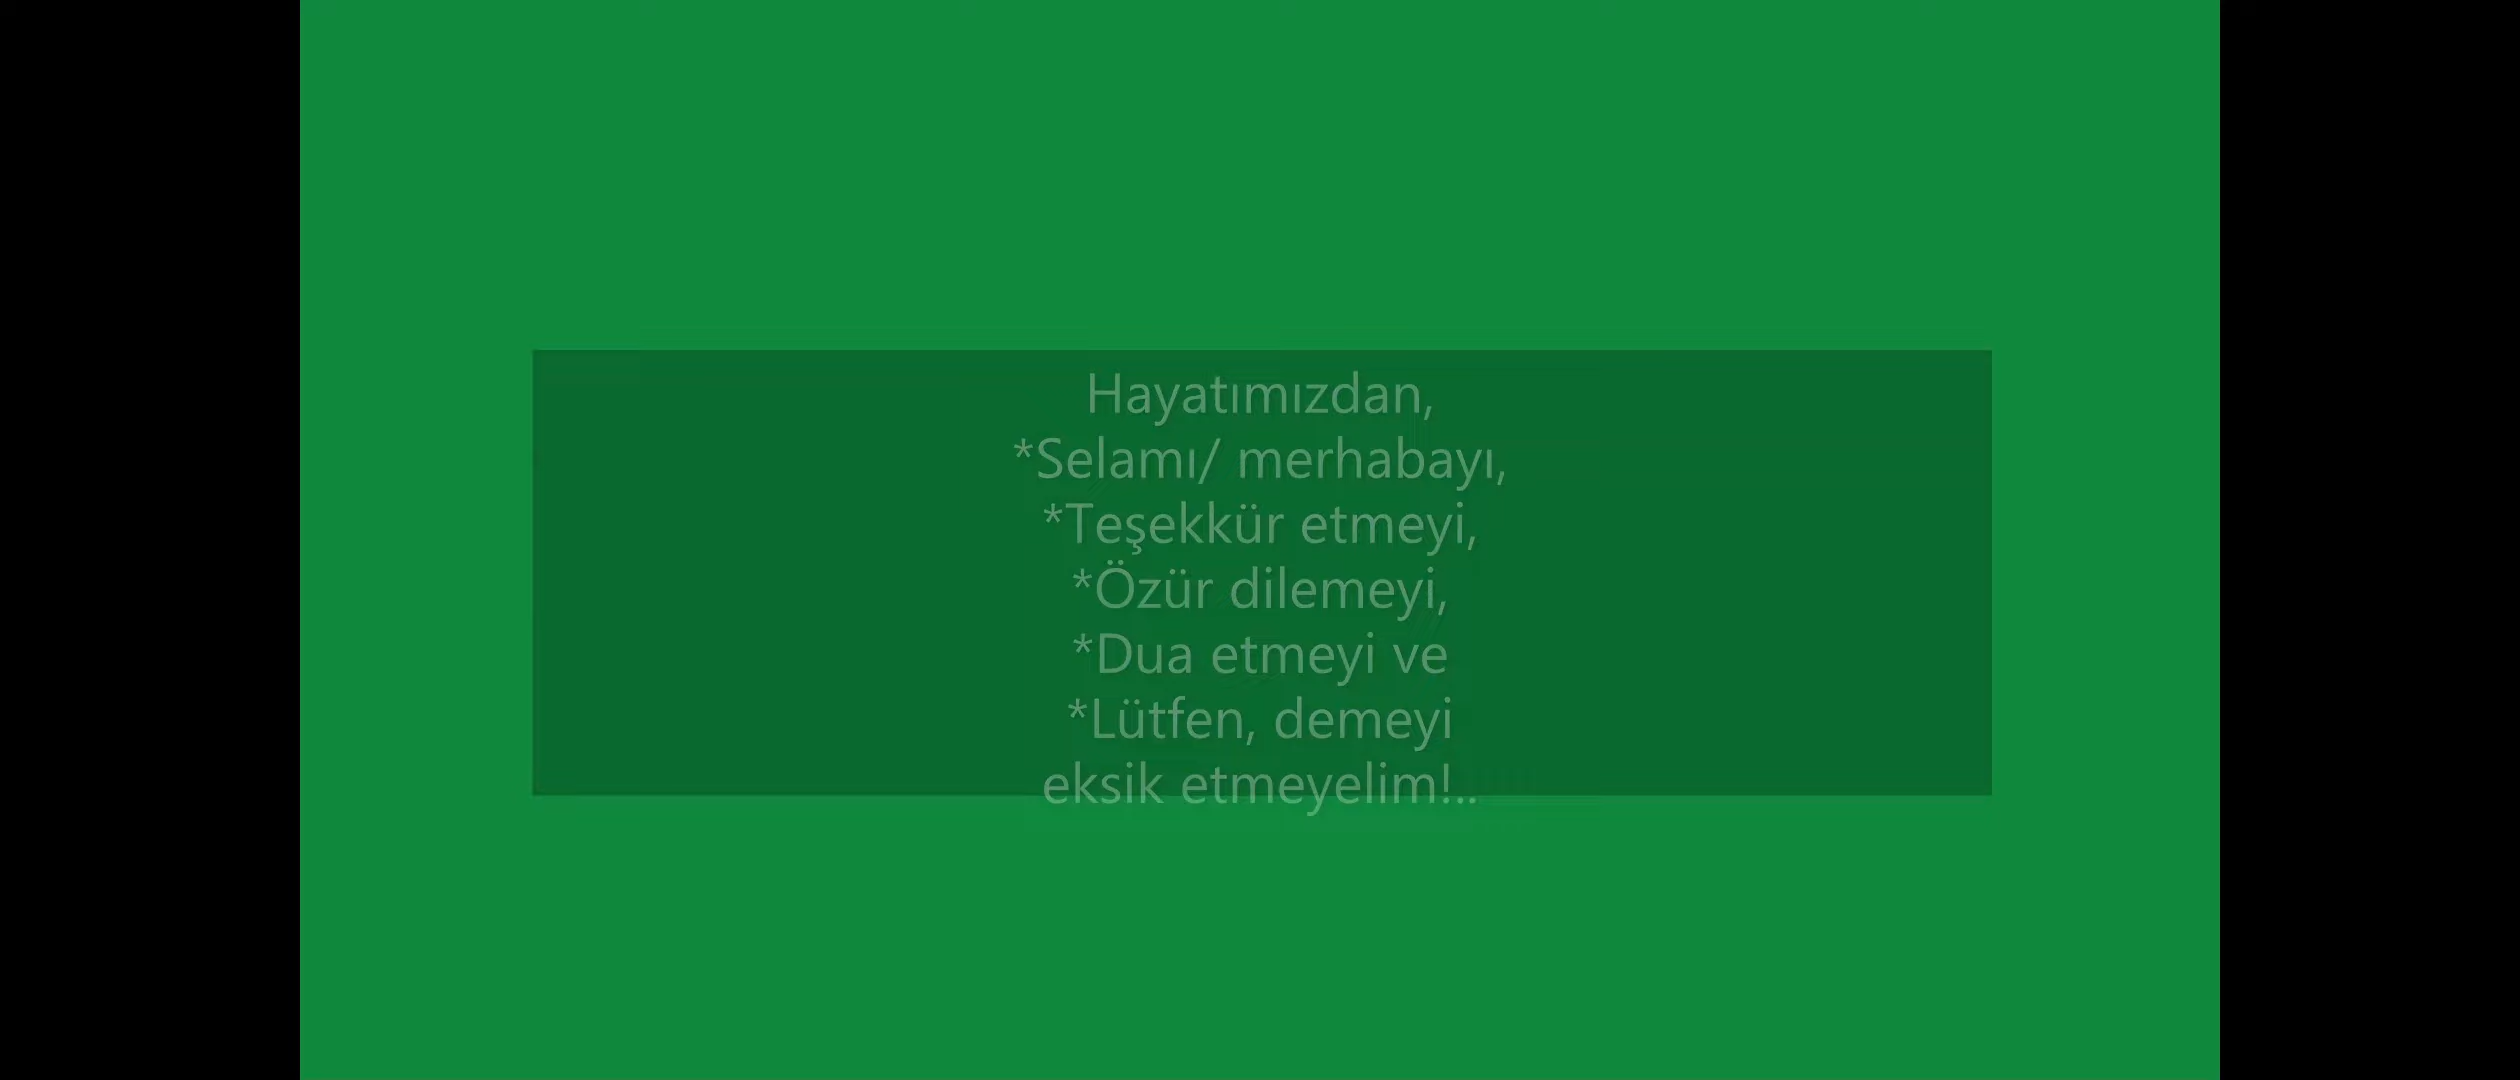 Hayatımızdan,
*Selamı/ merhabayı,
*Teşekkür etmeyi,
*Özür dilemeyi,
*Dua etmeyi ve
*Lütfen, demeyi
eksik etmeyelim!..